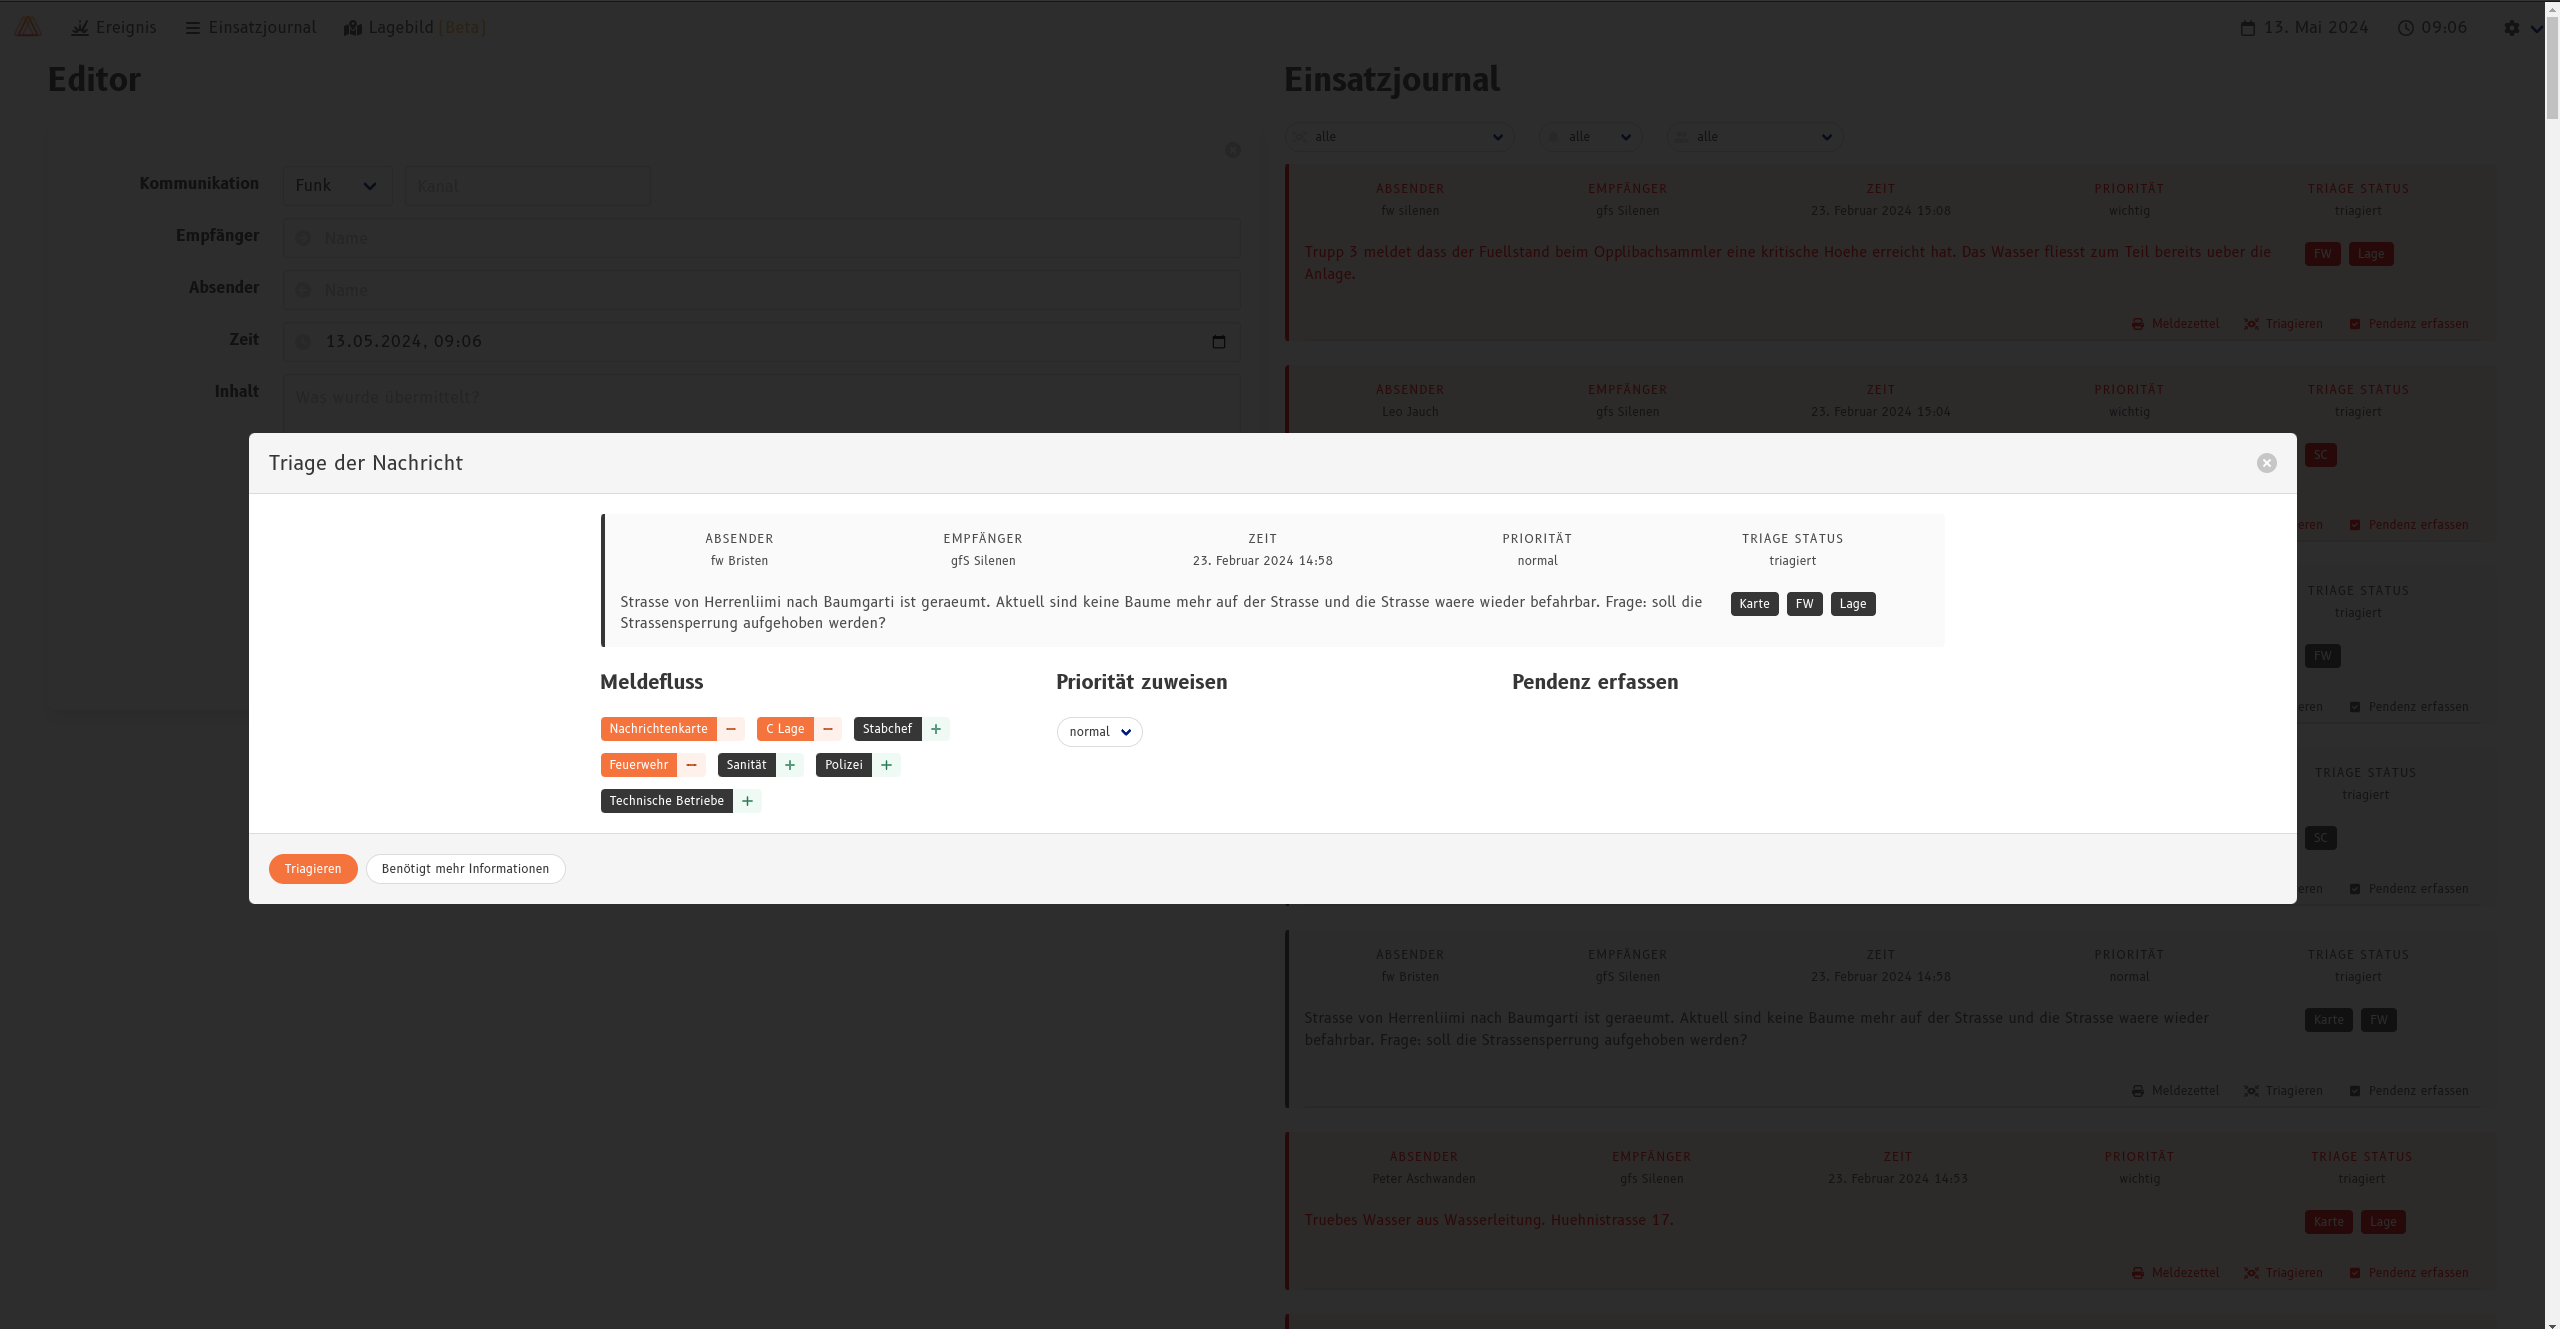 Ereignis Einsatzjournal Lagebild [Beta] 13. Mai 2024 09:06
Editor
Kommunikation Funk Kanal
Empfänger Name
Absender Name
Zeit 13.05.2024, 09:06
Inhalt Was wurde übermittelt?
Einsatzjournal
alle alle alle
ABSENDER EMPFÄNGER ZEIT PRIORITÄT TRIAGE STATUS
fw silenen gfs Silenen 23. Februar 2024 15:08 wichtig triagiert
Trupp 3 meldet dass der Fuellstand beim Opplibachsammler eine kritische Hoehe erreicht hat. Das Wasser fliesst zum Teil bereits ueber die FW Lage
Anlage.
Meldezettel Triagieren Pendenz erfassen
ABSENDER EMPFÄNGER ZEIT PRIORITÄT TRIAGE STATUS
Leo Jauch gfs Silenen 23. Februar 2024 15:04 wichtig triagiert
SC
eren Pendenz erfassen
TRIAGE STATUS
triagiert
FW
eren Pendenz erfassen
TRIAGE STATUS
triagiert
SC
eren Pendenz erfassen
Triage der Nachricht
ABSENDER EMPFÄNGER ZEIT PRIORITÄT TRIAGE STATUS
fw Bristen gfS Silenen 23. Februar 2024 14:58 normal triagiert
Strasse von Herrenliimi nach Baumgarti ist geraeumt. Aktuell sind keine Baume mehr auf der Strasse und die Strasse waere wieder befahrbar. Frage: soll die Karte FW Lage
Strassensperrung aufgehoben werden?
Meldefluss Priorität zuweisen Pendenz erfassen
Nachrichtenkarte − C Lage − Stabchef + normal
Feuerwehr − Sanität + Polizei +
Technische Betriebe +
Triagieren Benötigt mehr Informationen
ABSENDER EMPFÄNGER ZEIT PRIORITÄT TRIAGE STATUS
fw Bristen gfS Silenen 23. Februar 2024 14:58 normal triagiert
Strasse von Herrenliimi nach Baumgarti ist geraeumt. Aktuell sind keine Baume mehr auf der Strasse und die Strasse waere wieder Karte FW
befahrbar. Frage: soll die Strassensperrung aufgehoben werden?
Meldezettel Triagieren Pendenz erfassen
ABSENDER EMPFÄNGER ZEIT PRIORITÄT TRIAGE STATUS
Peter Aschwanden gfs Silenen 23. Februar 2024 14:53 wichtig triagiert
Truebes Wasser aus Wasserleitung. Huehnistrasse 17. Karte Lage
Meldezettel Triagieren Pendenz erfassen